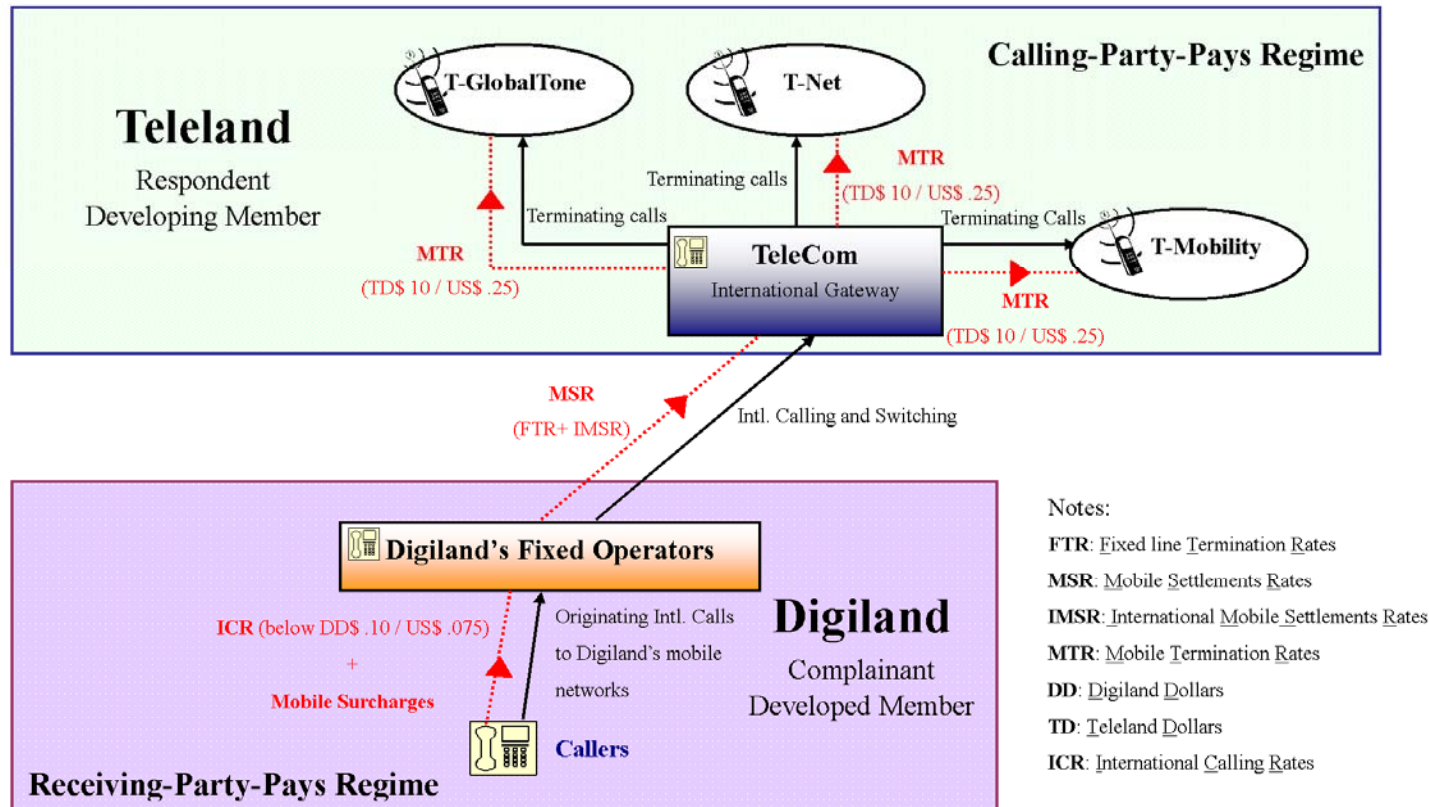 Calling-Party-Pays Regime
Teleland
Respondent
Developing Member
T-GlobalTone
T-Net
T-Mobility
Terminating calls
Terminating calls
Terminating Calls
MTR
(TD$ 10 / US$ .25)
MTR
(TD$ 10 / US$ .25)
MTR
(TD$ 10 / US$ .25)
TeleCom
International Gateway
MSR
(FTR+ IMSR)
Intl. Calling and Switching
Digiland's Fixed Operators
Digiland
Complainant
Developed Member
ICR (below DD$ .10 / US$ .075)
+
Mobile Surcharges
Originating Intl. Calls
to Digiland's mobile
networks
Callers
Receiving-Party-Pays Regime
Notes:
FTR: Fixed line Termination Rates
MSR: Mobile Settlements Rates
IMSR: International Mobile Settlements Rates
MTR: Mobile Termination Rates
DD: Digiland Dollars
TD: Teleland Dollars
ICR: International Calling Rates